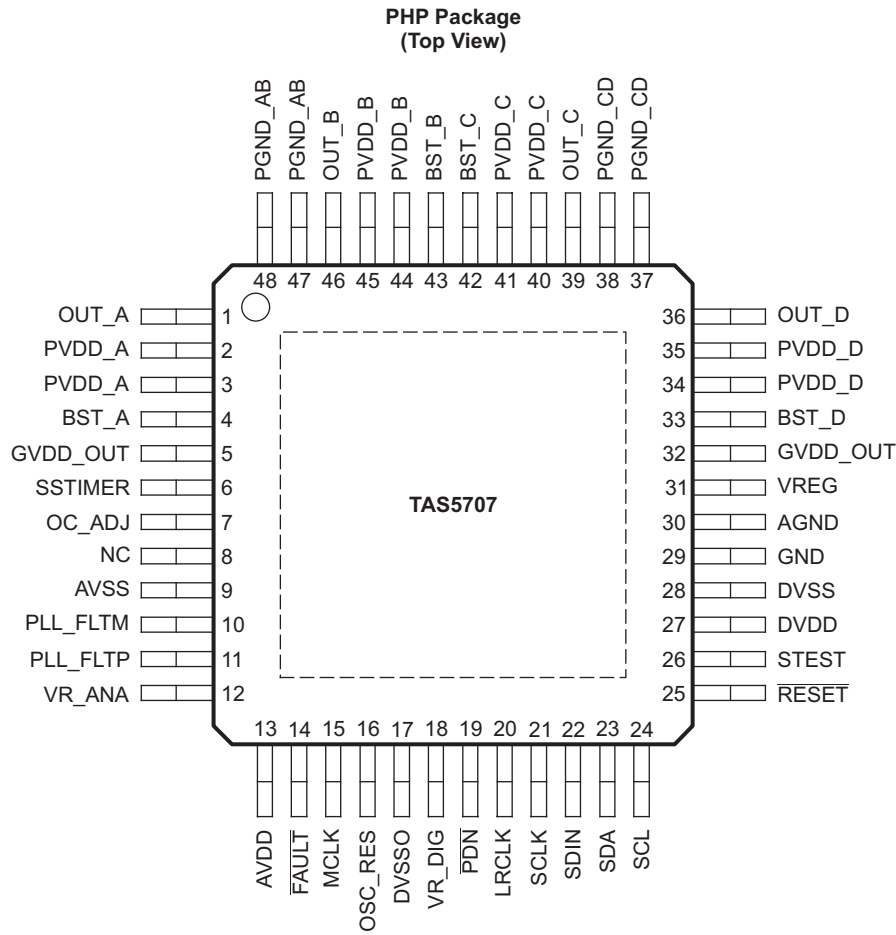 PHP Package
(Top View)
PGND_AB
PGND_AB
OUT_B
PVDD_B
PVDD_B
BST_B
BST_C
PVDD_C
PVDD_C
OUT_C
PGND_CD
PGND_CD
48 47 46 45 44 43 42 41 40 39 38 37
OUT_A 1 36 OUT_D
PVDD_A 2 35 PVDD_D
PVDD_A 3 34 PVDD_D
BST_A 4 33 BST_D
GVDD_OUT 5 32 GVDD_OUT
SSTIMER 6 31 VREG
OC_ADJ 7 TAS5707 30 AGND
NC 8 29 GND
AVSS 9 28 DVSS
PLL_FLTM 10 27 DVDD
PLL_FLTP 11 26 STEST
VR_ANA 12 25 RESET
13 14 15 16 17 18 19 20 21 22 23 24
AVDD
FAULT
MCLK
OSC_RES
DVSSO
VR_DIG
PDN
LRCLK
SCLK
SDIN
SDA
SCL